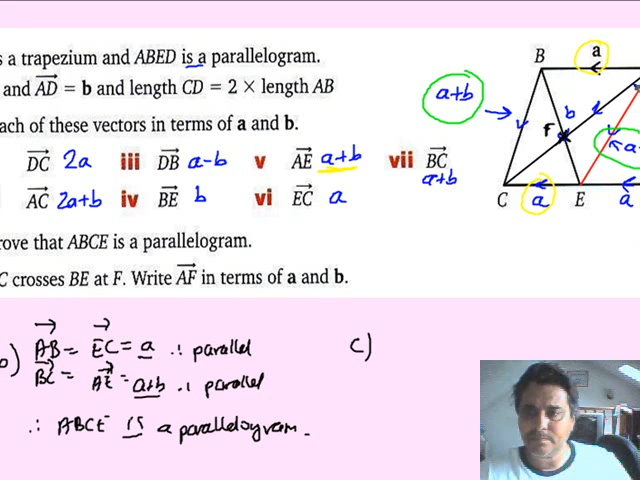 s a trapezium and ABED is a parallelogram.
and AD = b and length CD = 2 × length AB
ach of these vectors in terms of a and b.
DC 2a iii DB a-b v AE a+b vii BC a+b
AC 2a+b iv BE b vi EC a
rove that ABCE is a parallelogram.
C crosses BE at F. Write AF in terms of a and b.
B a
a+b b F
C a E a
AB = EC = a ∴ parallel
BC = AE = a+b ∴ parallel
∴ ABCE IS a parallelogram.
c)